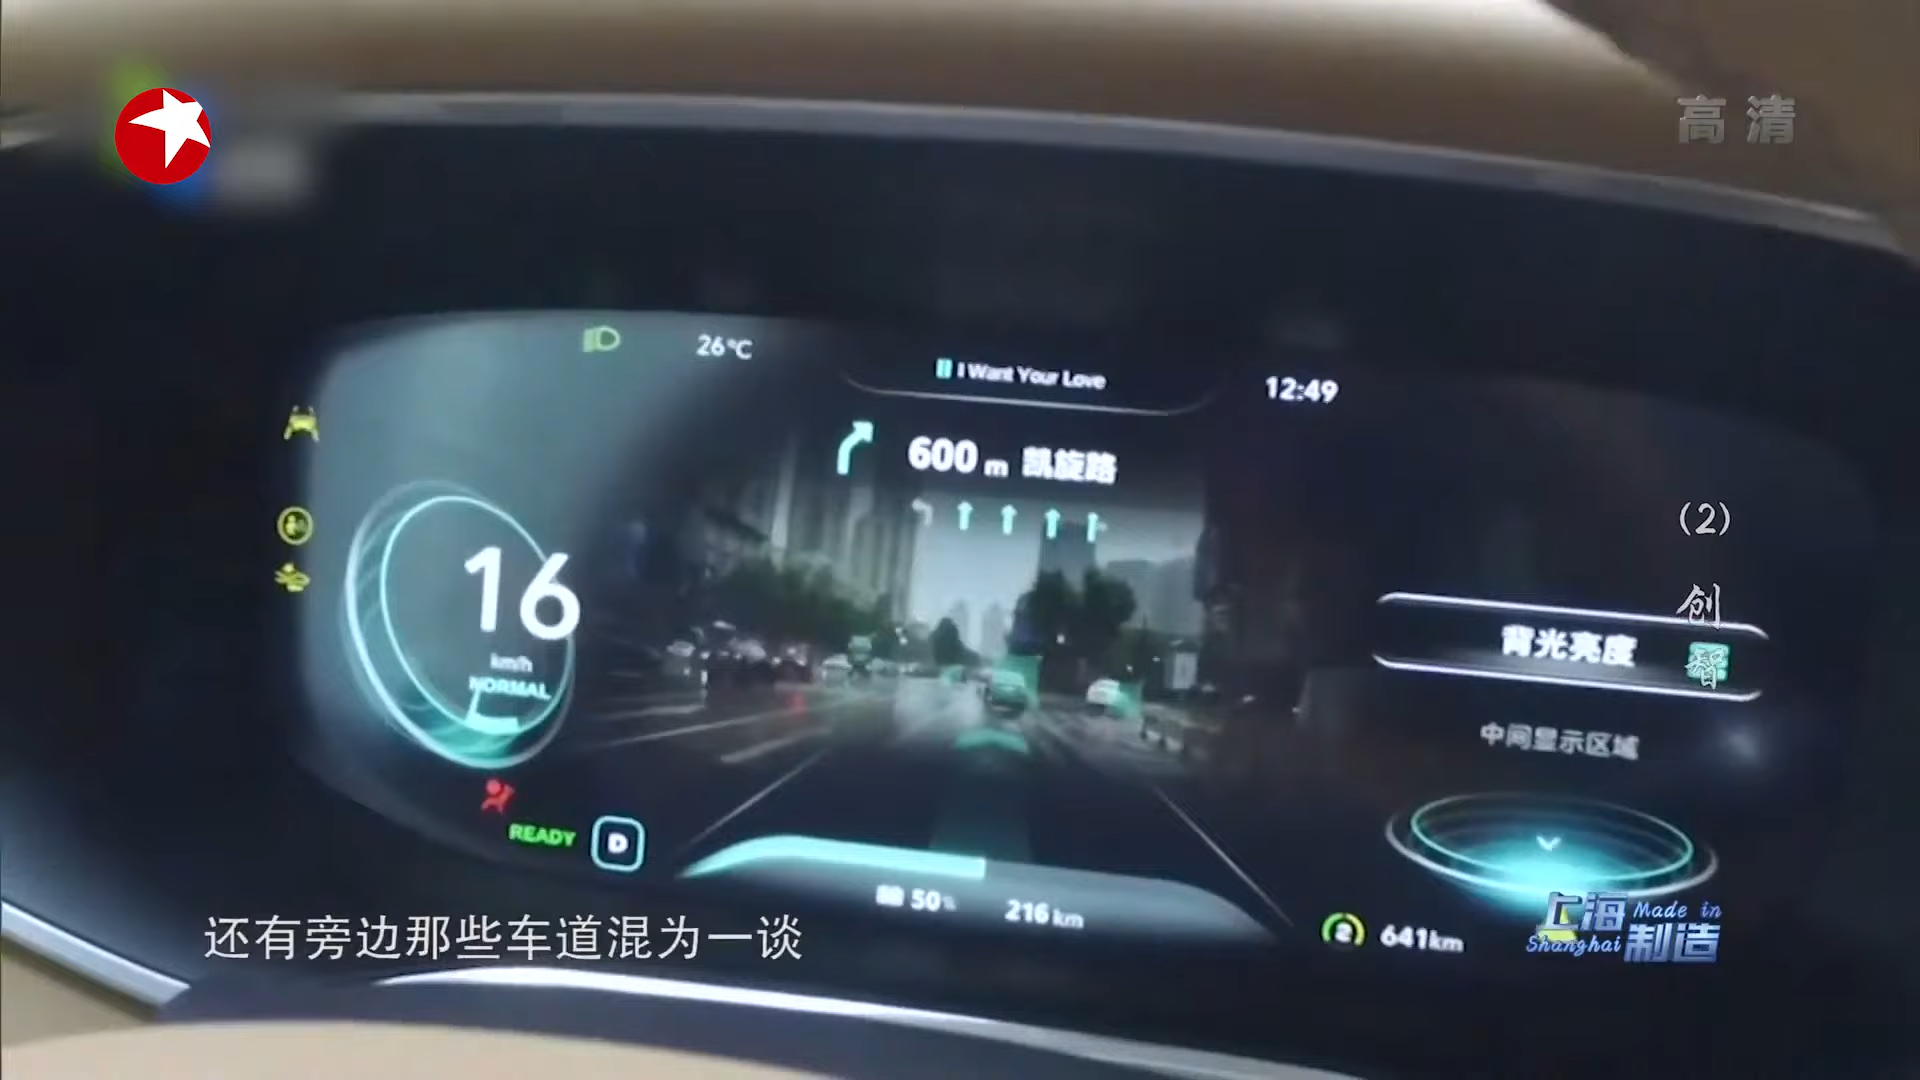 高清
26℃
I Want Your Love
12:49
600 m 凯旋路
(2)
创
智
16
km/h
NORMAL
背光亮度
中间显示区域
READY
D
50%
216 km
2
641km
上海制造
Made in
Shanghai
还有旁边那些车道混为一谈